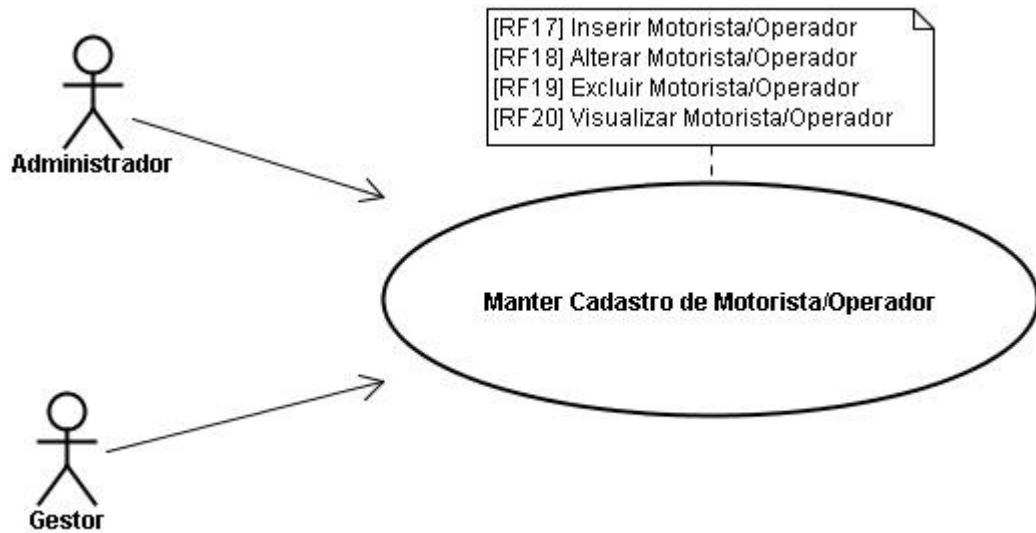 [RF17] Inserir Motorista/Operador
[RF18] Alterar Motorista/Operador
[RF19] Excluir Motorista/Operador
[RF20] Visualizar Motorista/Operador
Administrador
Manter Cadastro de Motorista/Operador
Gestor